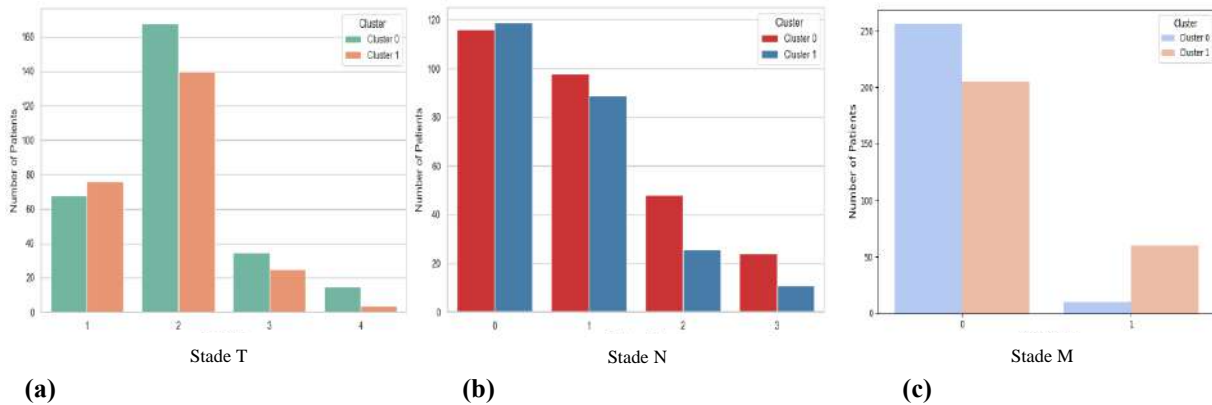 Cluster
Cluster 0
Cluster 1
Number of Patients
160
140
120
100
80
60
40
20
0
1
2
3
4
Stade T
(a)
Cluster
Cluster 0
Cluster 1
Number of Patients
120
100
80
60
40
20
0
0
1
2
3
Stade N
(b)
Cluster
Cluster 0
Cluster 1
Number of Patients
250
200
150
100
50
0
0
1
Stade M
(c)